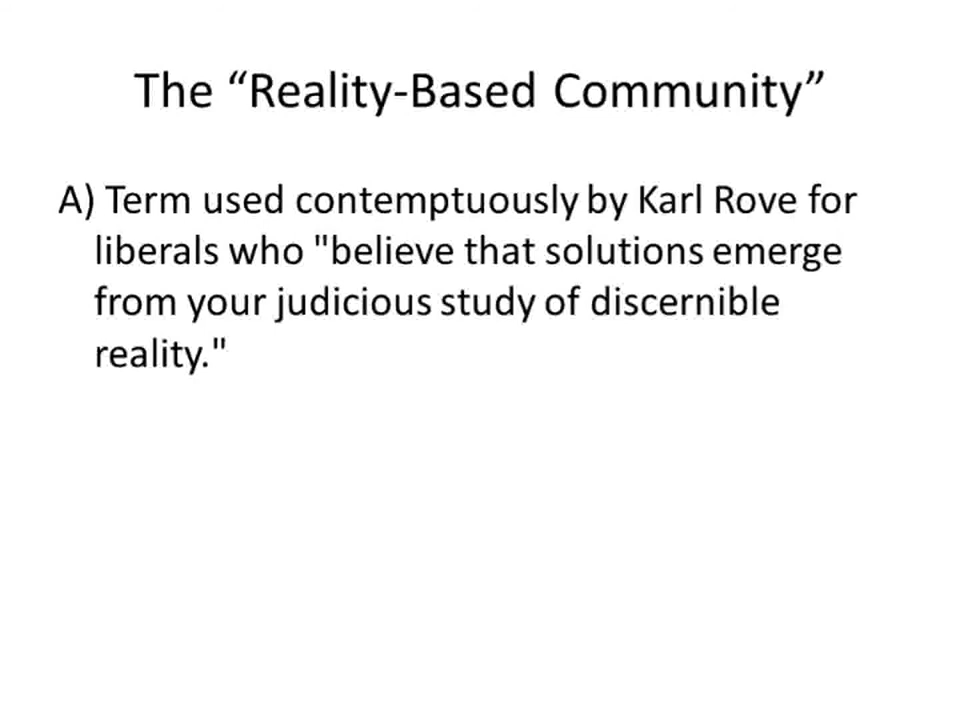 The “Reality-Based Community”
A) Term used contemptuously by Karl Rove for
liberals who "believe that solutions emerge
from your judicious study of discernible
reality."